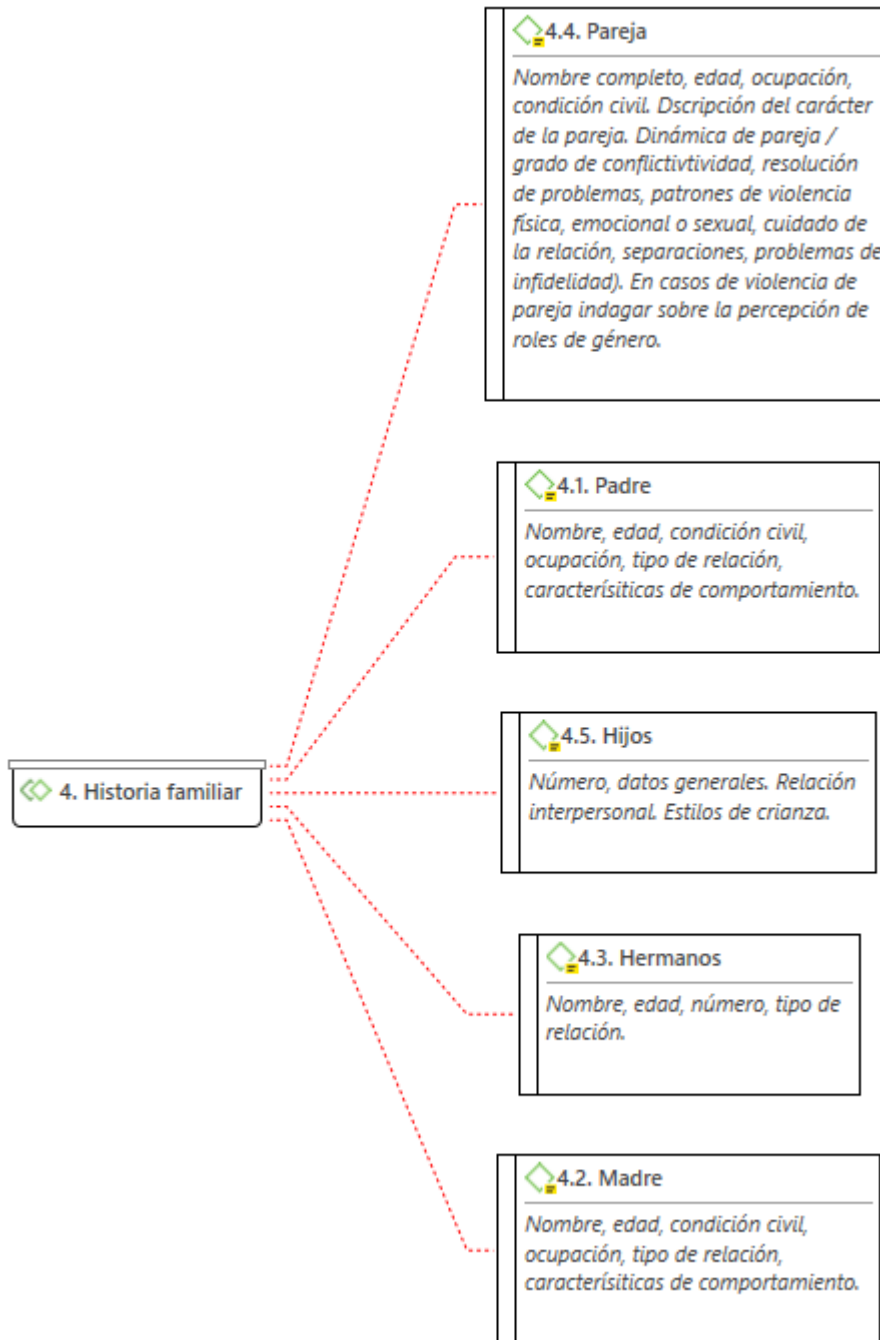 4.4. Pareja
Nombre completo, edad, ocupación,
condición civil. Dscripción del carácter
de la pareja. Dinámica de pareja /
grado de conflictivtividad, resolución
de problemas, patrones de violencia
física, emocional o sexual, cuidado de
la relación, separaciones, problemas de
infidelidad). En casos de violencia de
pareja indagar sobre la percepción de
roles de género.
4.1. Padre
Nombre, edad, condición civil,
ocupación, tipo de relación,
caracterísiticas de comportamiento.
4.5. Hijos
Número, datos generales. Relación
interpersonal. Estilos de crianza.
4. Historia familiar
4.3. Hermanos
Nombre, edad, número, tipo de
relación.
4.2. Madre
Nombre, edad, condición civil,
ocupación, tipo de relación,
caracterísiticas de comportamiento.